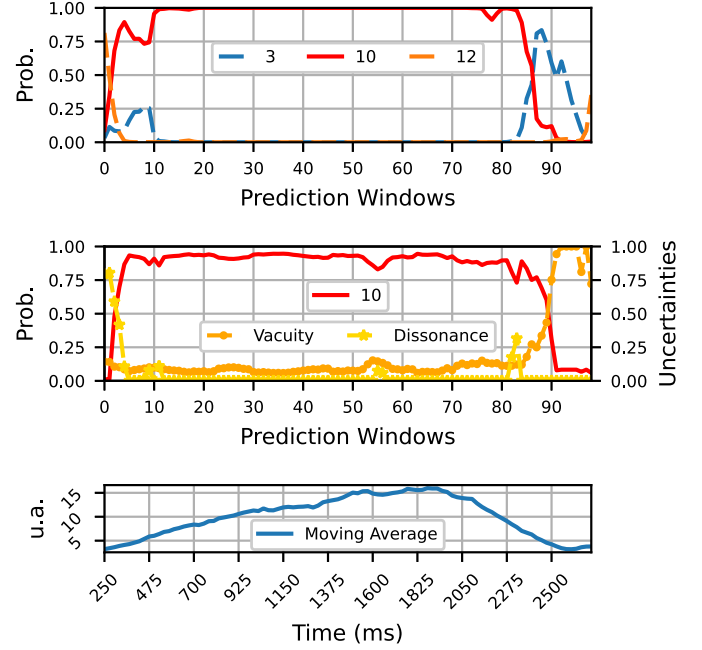 1.00
0.75
0.50
0.25
0.00
Prob.
3 10 12
0 10 20 30 40 50 60 70 80 90
Prediction Windows
1.00
0.75
0.50
0.25
0.00
Prob.
10
Vacuity Dissonance
1.00
0.75
0.50
0.25
0.00
Uncertainties
0 10 20 30 40 50 60 70 80 90
Prediction Windows
15
10
5
u.a.
Moving Average
250 475 700 925 1150 1375 1600 1825 2050 2275 2500
Time (ms)